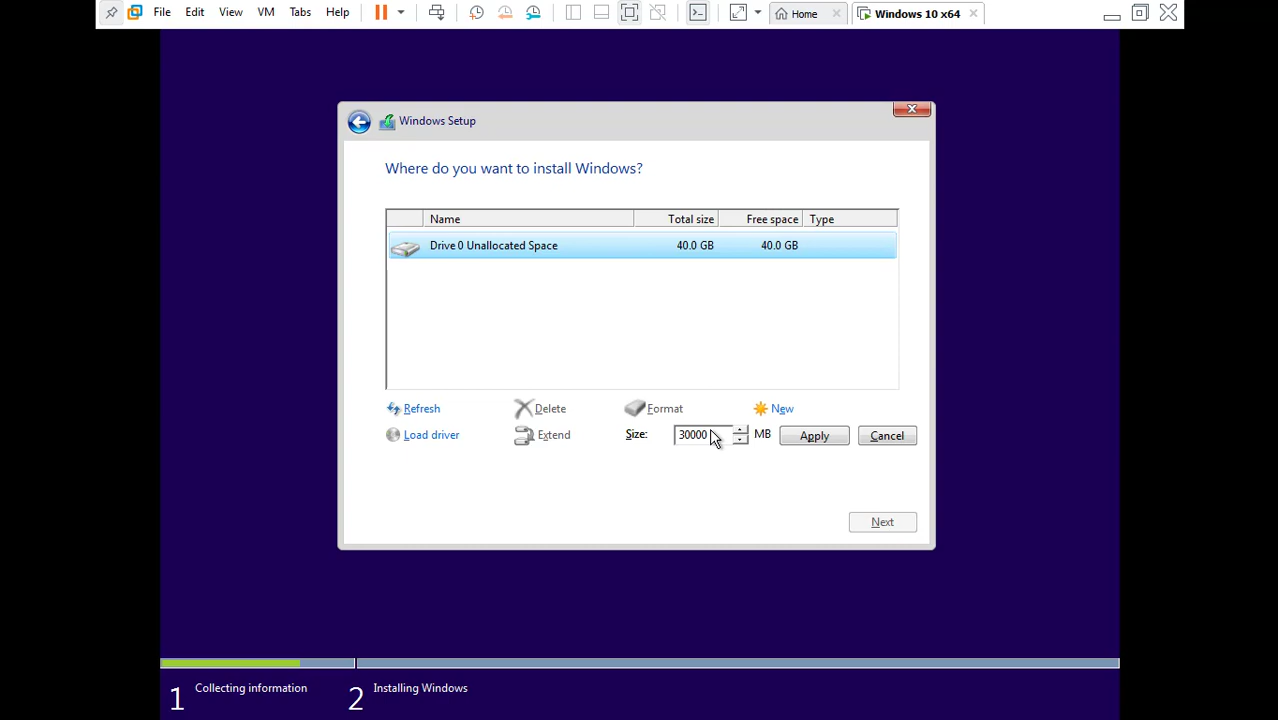 File Edit View VM Tabs Help Home Windows 10 x64
Windows Setup
Where do you want to install Windows?
Name Total size Free space Type
Drive 0 Unallocated Space 40.0 GB 40.0 GB
Refresh Delete Format New
Load driver Extend Size: 30000 MB Apply Cancel
Next
1 Collecting information 2 Installing Windows